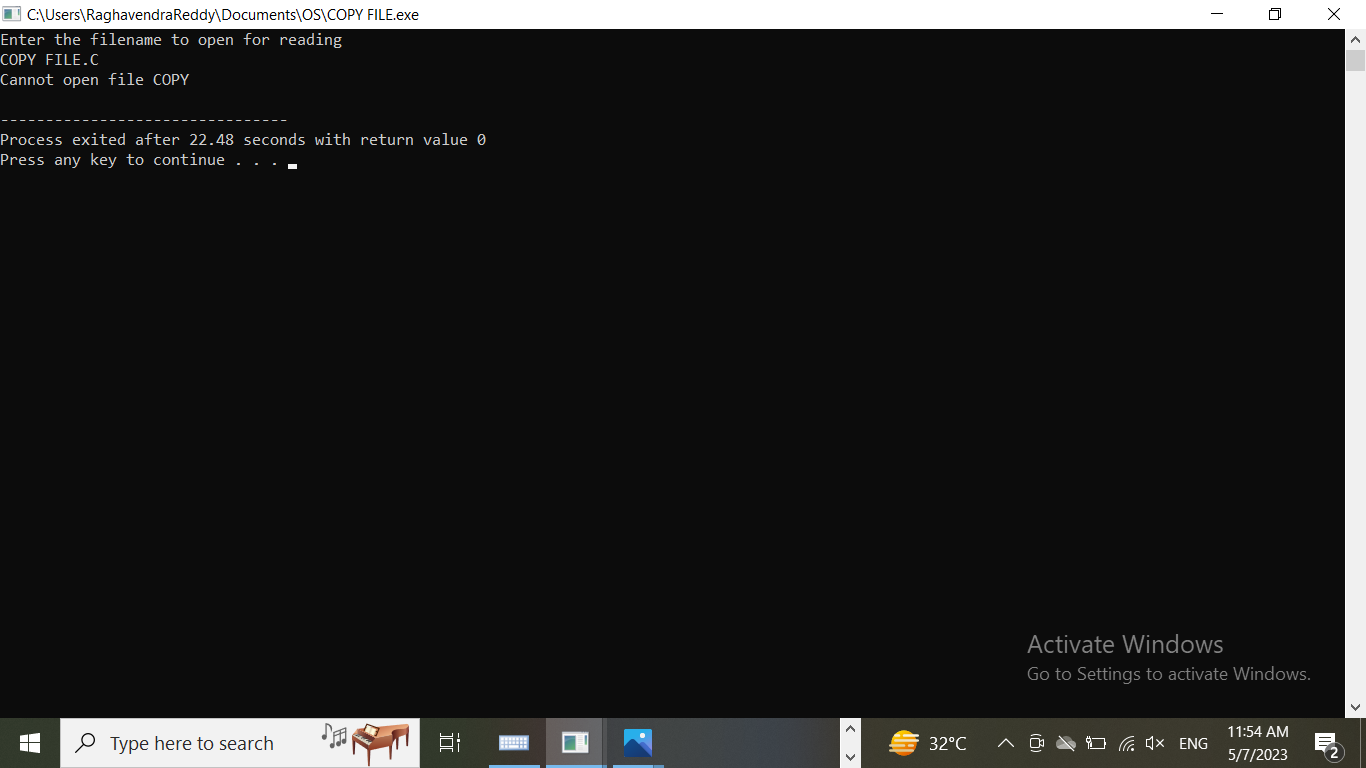 C:\Users\RaghavendraReddy\Documents\OS\COPY FILE.exe
Enter the filename to open for reading
COPY FILE.C
Cannot open file COPY
--------------------------------
Process exited after 22.48 seconds with return value 0
Press any key to continue . . .
Activate Windows
Go to Settings to activate Windows.
Type here to search
32°C
ENG
11:54 AM
5/7/2023
2